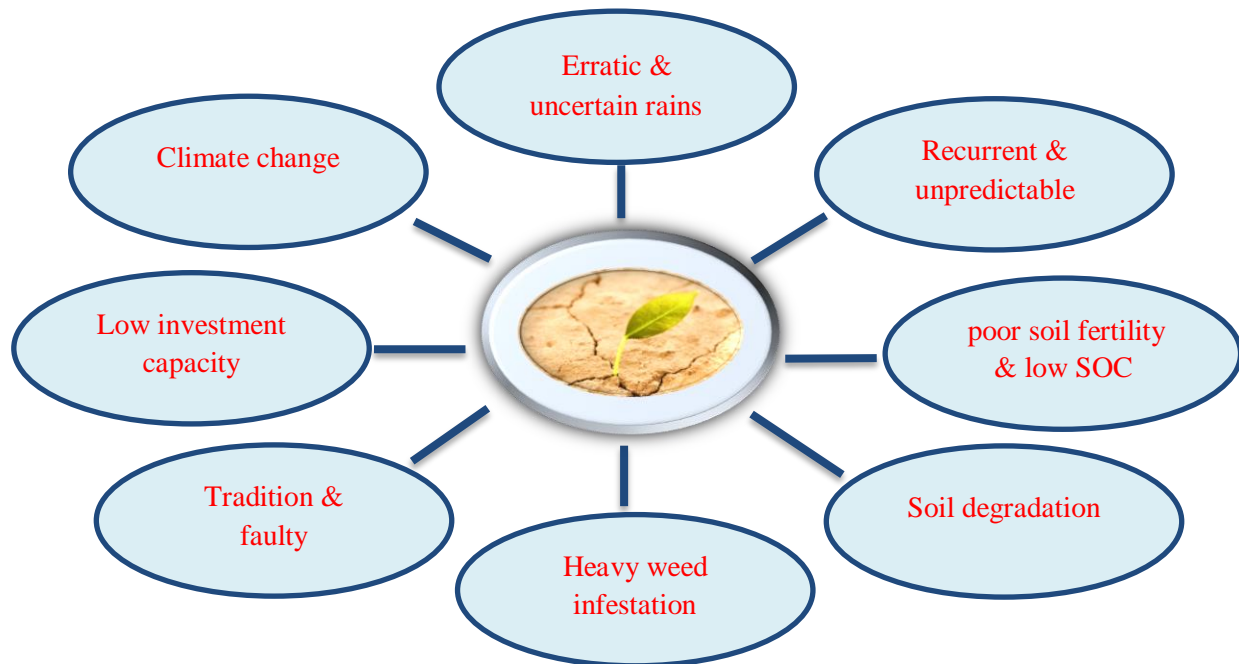 Erratic &
uncertain rains
Recurrent &
unpredictable
poor soil fertility
& low SOC
Soil degradation
Heavy weed
infestation
Tradition &
faulty
Low investment
capacity
Climate change